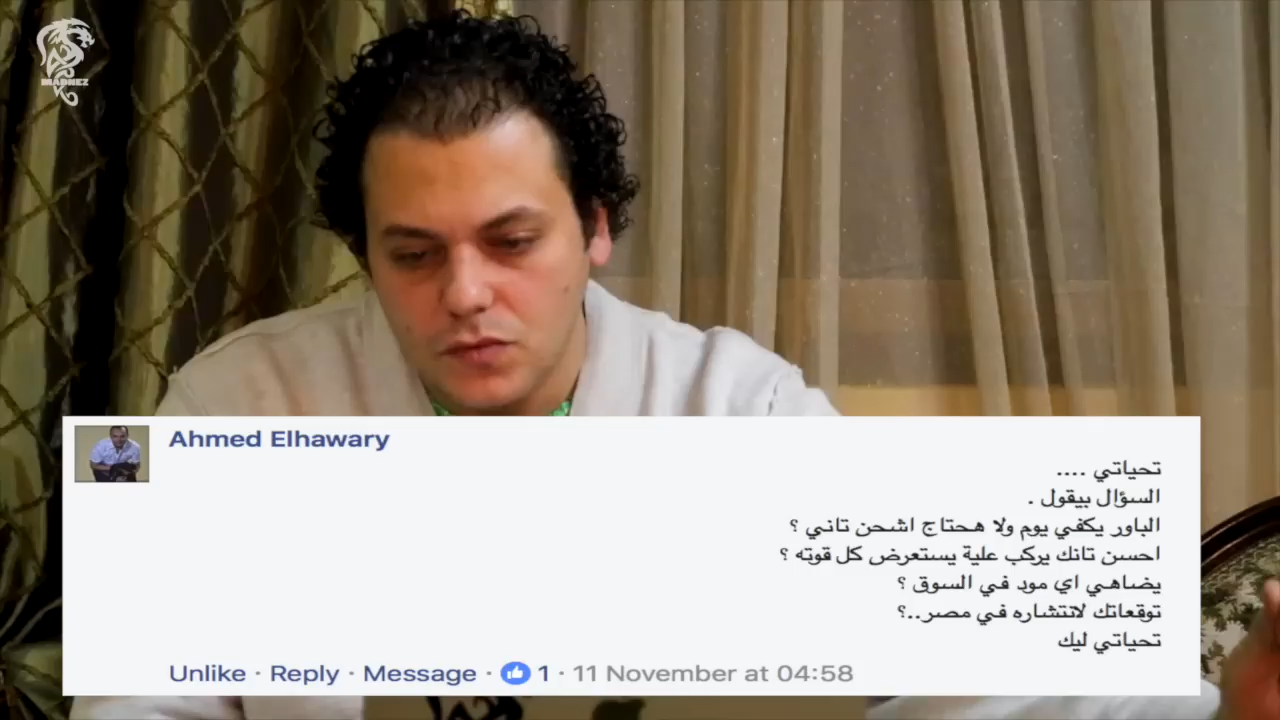 MADNEZ
Ahmed Elhawary
تحياتي ....
السؤال بيقول .
الباور يكفي يوم ولا هحتاج اشحن تاني ؟
احسن تانك يركب علية يستعرض كل قوته ؟
يضاهي اي مود في السوق ؟
توقعاتك لانتشاره في مصر..؟
تحياتي ليك
Unlike · Reply · Message · 1 · 11 November at 04:58